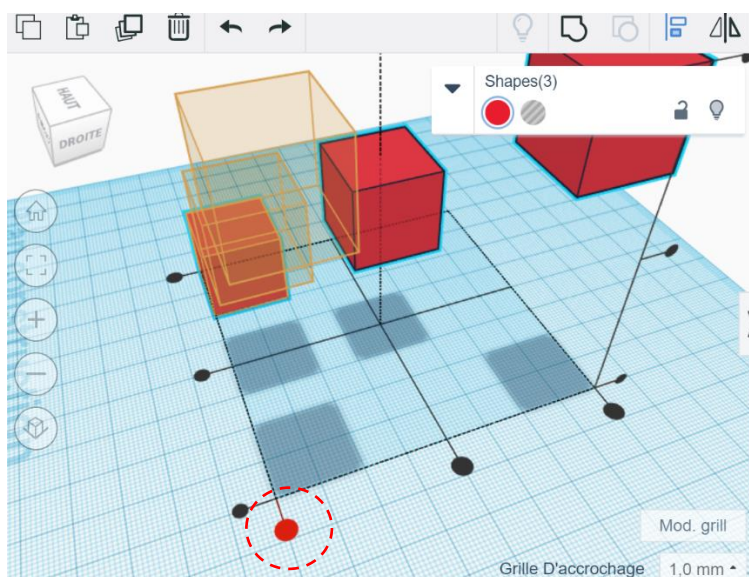 Shapes(3)
HAUT
DROITE
Mod. grill
Grille D'accrochage 1,0 mm